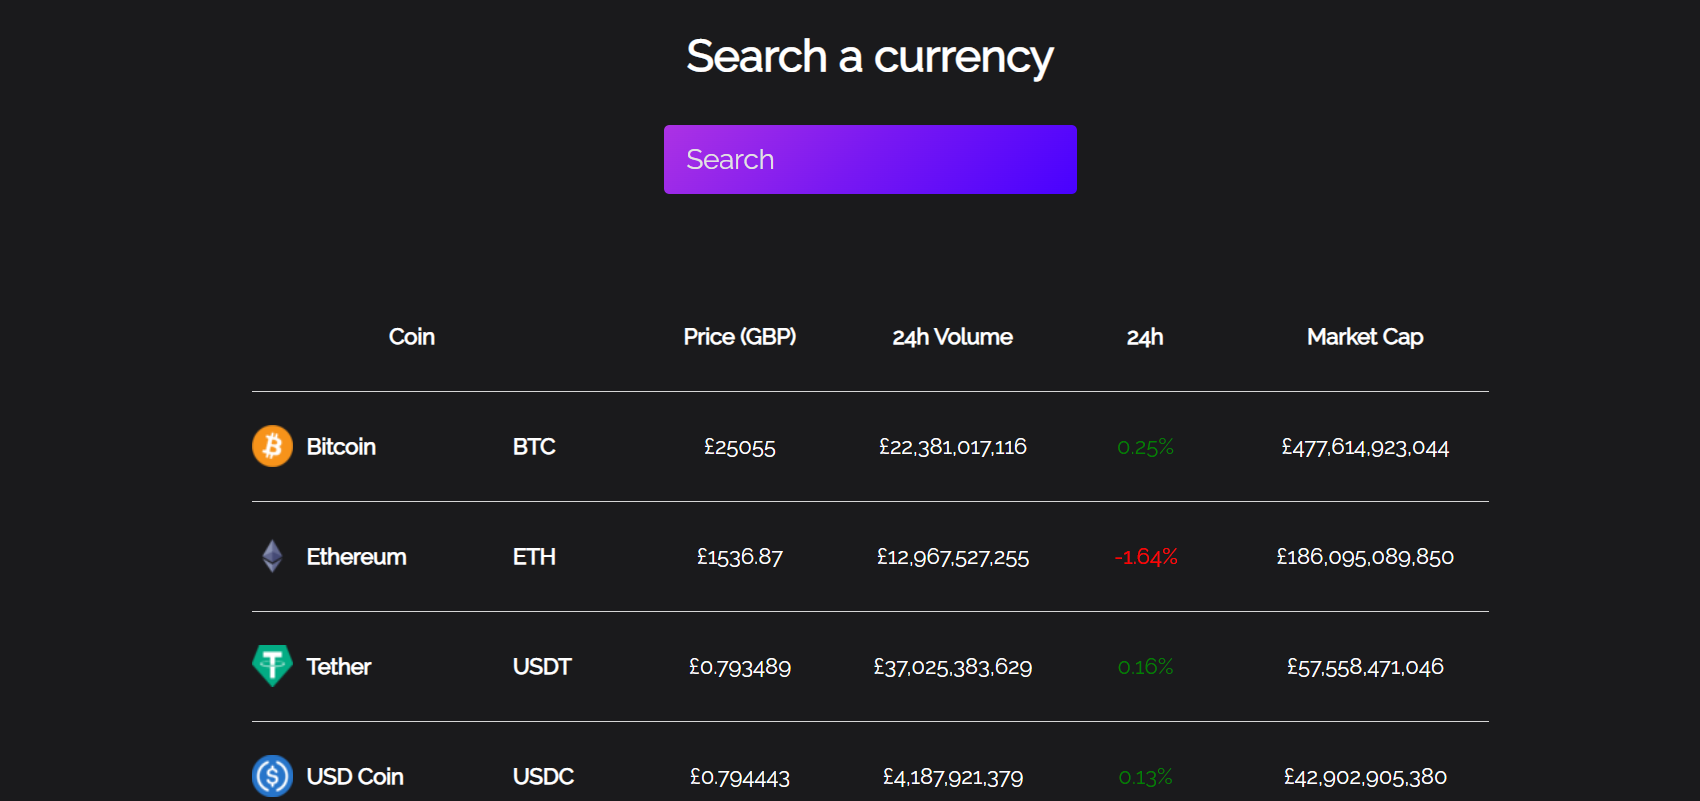 Search a currency
Search
Coin Price (GBP) 24h Volume 24h Market Cap
Bitcoin BTC £25055 £22,381,017,116 0.25% £477,614,923,044
Ethereum ETH £1536.87 £12,967,527,255 -1.64% £186,095,089,850
Tether USDT £0.793489 £37,025,383,629 0.16% £57,558,471,046
USD Coin USDC £0.794443 £4,187,921,379 0.13% £42,902,905,380